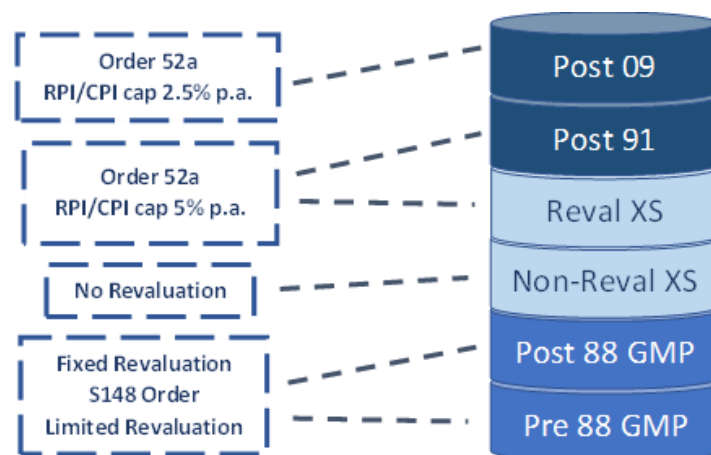 Order 52a
RPI/CPI cap 2.5% p.a.
Order 52a
RPI/CPI cap 5% p.a.
No Revaluation
Fixed Revaluation
S148 Order
Limited Revaluation
Post 09
Post 91
Reval XS
Non-Reval XS
Post 88 GMP
Pre 88 GMP